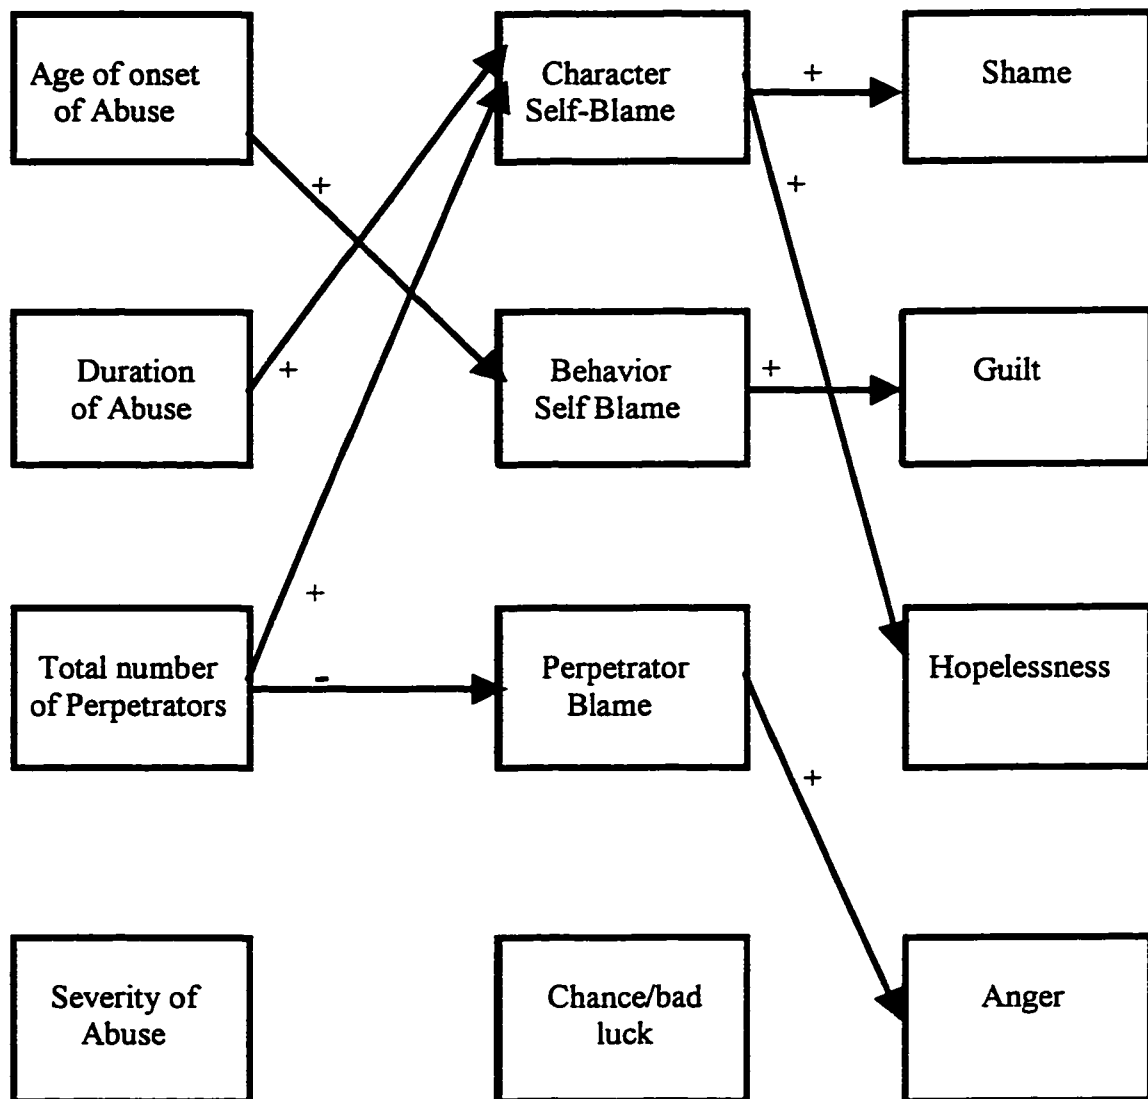 Age of onset
of Abuse
Character
Self-Blame
+
Shame
+
+
Duration
of Abuse
+
Behavior
Self Blame
+
Guilt
Total number
of Perpetrators
+
-
Perpetrator
Blame
+
Hopelessness
Severity of
Abuse
Chance/bad
luck
Anger